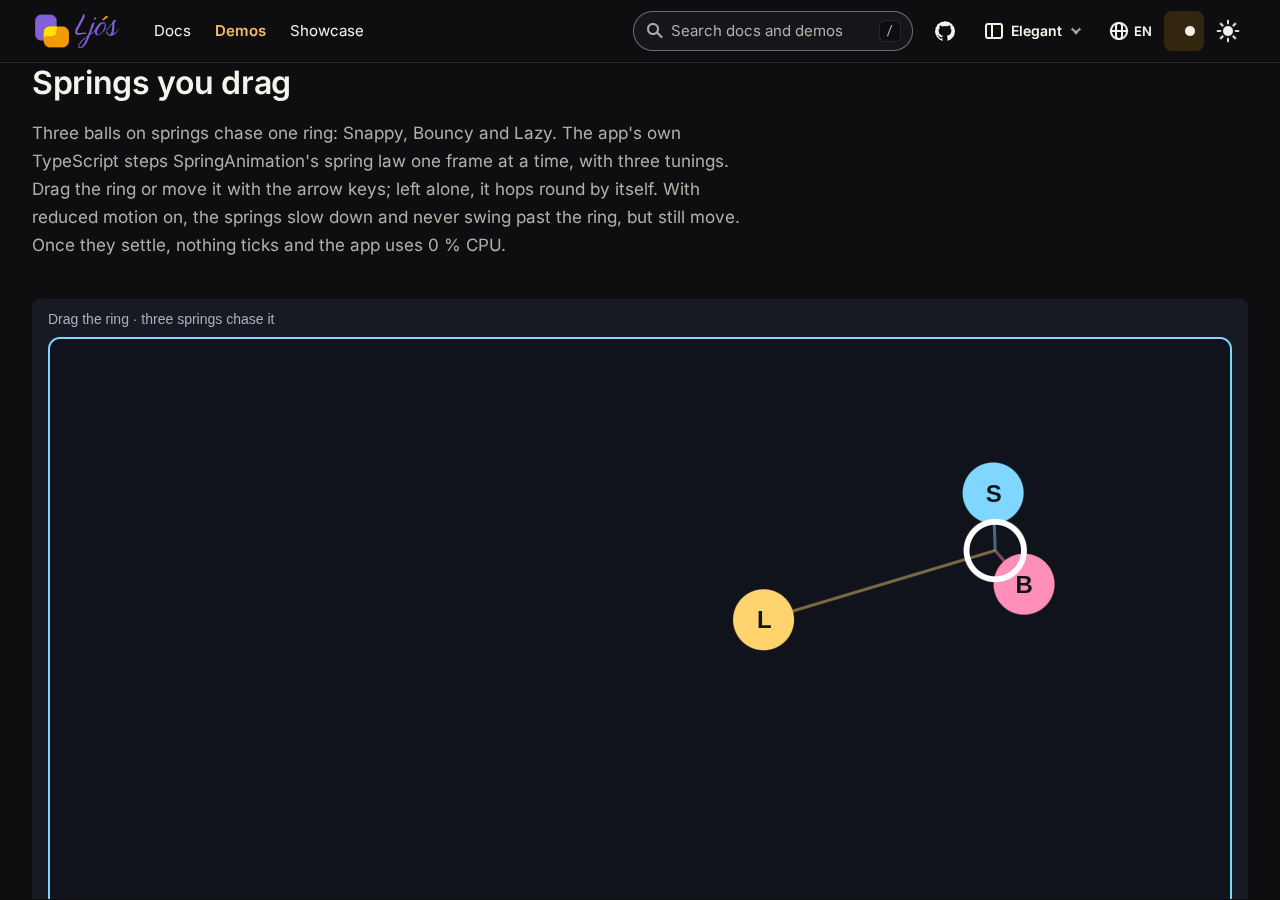 Ljós
Docs
Demos
Showcase
Search docs and demos
/
Elegant
EN
Springs you drag
Three balls on springs chase one ring: Snappy, Bouncy and Lazy. The app's own
TypeScript steps SpringAnimation's spring law one frame at a time, with three tunings.
Drag the ring or move it with the arrow keys; left alone, it hops round by itself. With
reduced motion on, the springs slow down and never swing past the ring, but still move.
Once they settle, nothing ticks and the app uses 0 % CPU.
Drag the ring · three springs chase it
S
B
L